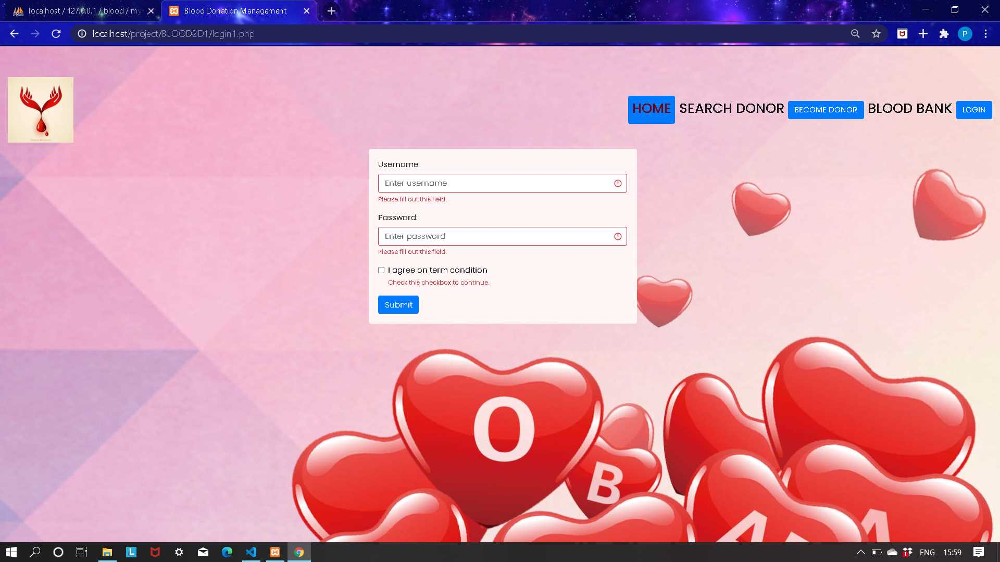 localhost / 127.0.0.1 / blood / my
Blood Donation Management
localhost/project/BLOOD2D1/login1.php
P
HOME SEARCH DONOR BECOME DONOR BLOOD BANK LOGIN
Username:
Enter username
Please fill out this field.
Password:
Enter password
Please fill out this field.
I agree on term condition
Check this checkbox to continue.
Submit
O
B
A
A
L
1
ENG
15:59